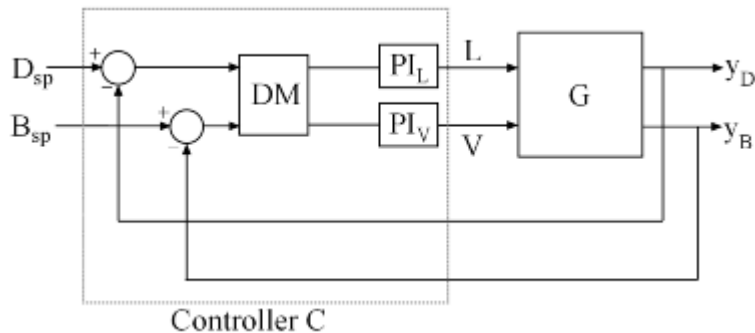 D_sp
B_sp
+
−
+
−
DM
PI_L
PI_V
L
V
G
y_D
y_B
Controller C